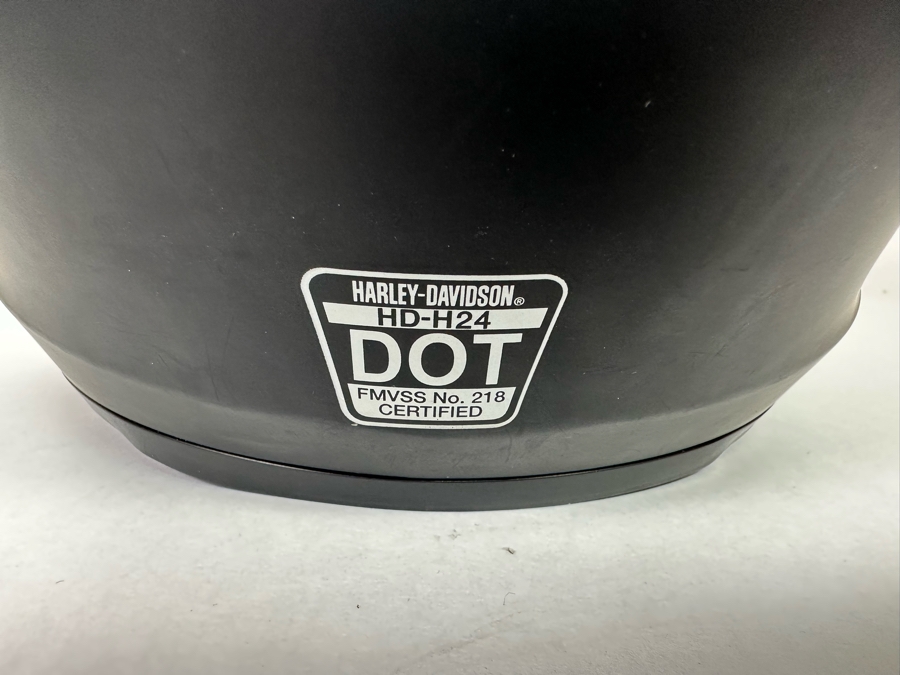 HARLEY-DAVIDSON®
HD-H24
DOT
FMVSS No. 218
CERTIFIED